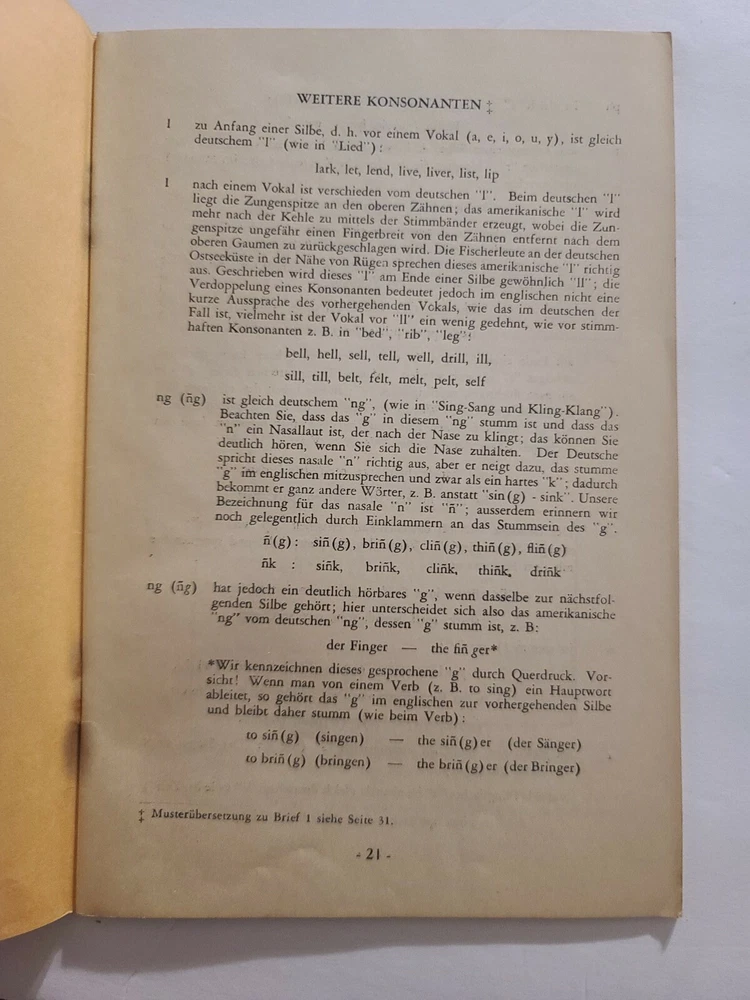 WEITERE KONSONANTEN ‡
l zu Anfang einer Silbe, d. h. vor einem Vokal (a, e, i, o, u, y), ist gleich
deutschem "l" (wie in "Lied"):
lark, let, lend, live, liver, list, lip
l nach einem Vokal ist verschieden vom deutschen "l". Beim deutschen "l"
liegt die Zungenspitze an den oberen Zähnen; das amerikanische "l" wird
mehr nach der Kehle zu mittels der Stimmbänder erzeugt, wobei die Zun-
genspitze ungefähr einen Fingerbreit von den Zähnen entfernt nach dem
oberen Gaumen zu zurückgeschlagen wird. Die Fischerleute an der deutschen
Ostseeküste in der Nähe von Rügen sprechen dieses amerikanische "l" richtig
aus. Geschrieben wird dieses "l" am Ende einer Silbe gewöhnlich "ll"; die
Verdoppelung eines Konsonanten bedeutet jedoch im englischen nicht eine
kurze Aussprache des vorhergehenden Vokals, wie das im deutschen der
Fall ist, vielmehr ist der Vokal vor "ll" ein wenig gedehnt, wie vor stimm-
haften Konsonanten z. B. in "bed", "rib", "leg":
bell, hell, sell, tell, well, drill, ill,
sill, till, belt, felt, melt, pelt, self
ng (ñg) ist gleich deutschem "ng", (wie in "Sing-Sang und Kling-Klang").
Beachten Sie, dass das "g" in diesem "ng" stumm ist und dass das
"n" ein Nasallaut ist, der nach der Nase zu klingt; das können Sie
deutlich hören, wenn Sie sich die Nase zuhalten. Der Deutsche
spricht dieses nasale "n" richtig aus, aber er neigt dazu, das stumme
"g" im englischen mitzusprechen und zwar als ein hartes "k"; dadurch
bekommt er ganz andere Wörter, z. B. anstatt "sin(g) - sink". Unsere
Bezeichnung für das nasale "n" ist "ñ"; ausserdem erinnern wir
noch gelegentlich durch Einklammern an das Stummsein des "g".
ñ(g): siñ(g), briñ(g), cliñ(g), thiñ(g), fliñ(g)
ñk : siñk, briñk, cliñk, thiñk, driñk
ng (ñg) hat jedoch ein deutlich hörbares "g", wenn dasselbe zur nächstfol-
genden Silbe gehört; hier unterscheidet sich also das amerikanische
"ng" vom deutschen "ng", dessen "g" stumm ist, z. B:
der Finger — the fiñ ger*
*Wir kennzeichnen dieses gesprochene "g" durch Querdruck. Vor-
sicht! Wenn man von einem Verb (z. B. to sing) ein Hauptwort
ableitet, so gehört das "g" im englischen zur vorhergehenden Silbe
und bleibt daher stumm (wie beim Verb):
to siñ(g) (singen) — the siñ(g)er (der Sänger)
to briñ(g) (bringen) — the briñ(g)er (der Bringer)
‡ Musterübersetzung zu Brief 1 siehe Seite 31.
- 21 -